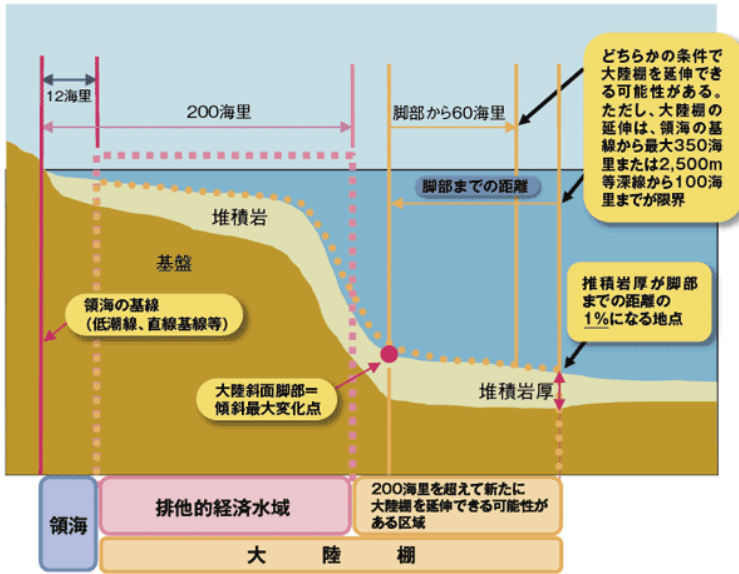 12海里
200海里
脚部から60海里
どちらかの条件で
大陸棚を延伸でき
る可能性がある。
ただし、大陸棚の
延伸は、領海の基
線から最大350海
里または2,500m
等深線から100海
里までが限界
脚部までの距離
堆積岩
基盤
領海の基線
(低潮線、直線基線等)
推積岩厚が脚部
までの距離の
1%になる地点
大陸斜面脚部=
傾斜最大変化点
堆積岩厚
領海
排他的経済水域
200海里を超えて新たに
大陸棚を延伸できる可能性が
ある区域
大陸棚